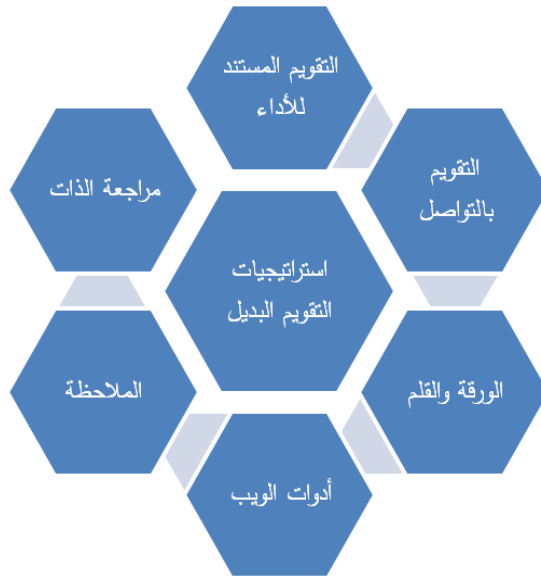 التقويم المستند
للأداء
التقويم
بالتواصل
مراجعة الذات
استراتيجيات
التقويم البديل
الورقة والقلم
الملاحظة
أدوات الويب